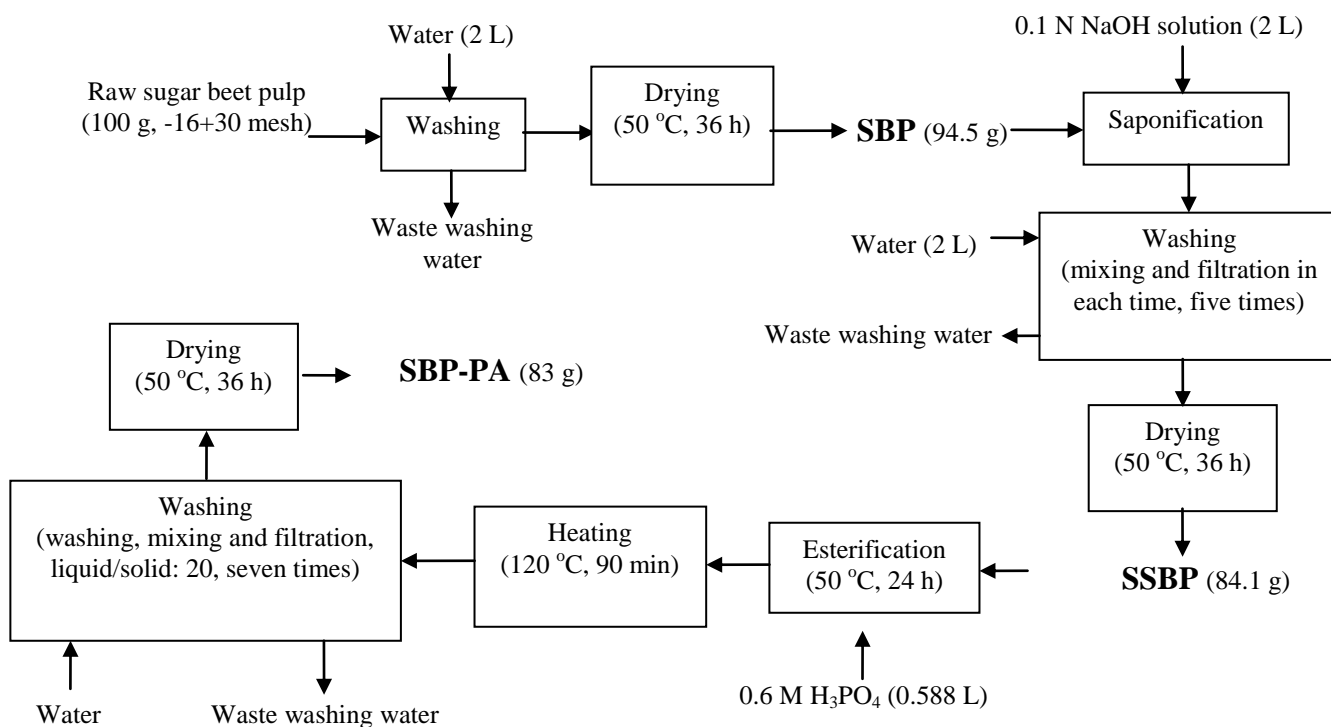 Water (2 L)
Raw sugar beet pulp
(100 g, -16+30 mesh)
Washing
Waste washing
water
Drying
(50 °C, 36 h)
SBP (94.5 g)
0.1 N NaOH solution (2 L)
Saponification
Water (2 L)
Washing
(mixing and filtration in
each time, five times)
Waste washing water
Drying
(50 °C, 36 h)
SSBP (84.1 g)
Esterification
(50 °C, 24 h)
0.6 M H₃PO₄ (0.588 L)
Heating
(120 °C, 90 min)
Washing
(washing, mixing and filtration,
liquid/solid: 20, seven times)
Water
Waste washing water
Drying
(50 °C, 36 h)
SBP-PA (83 g)